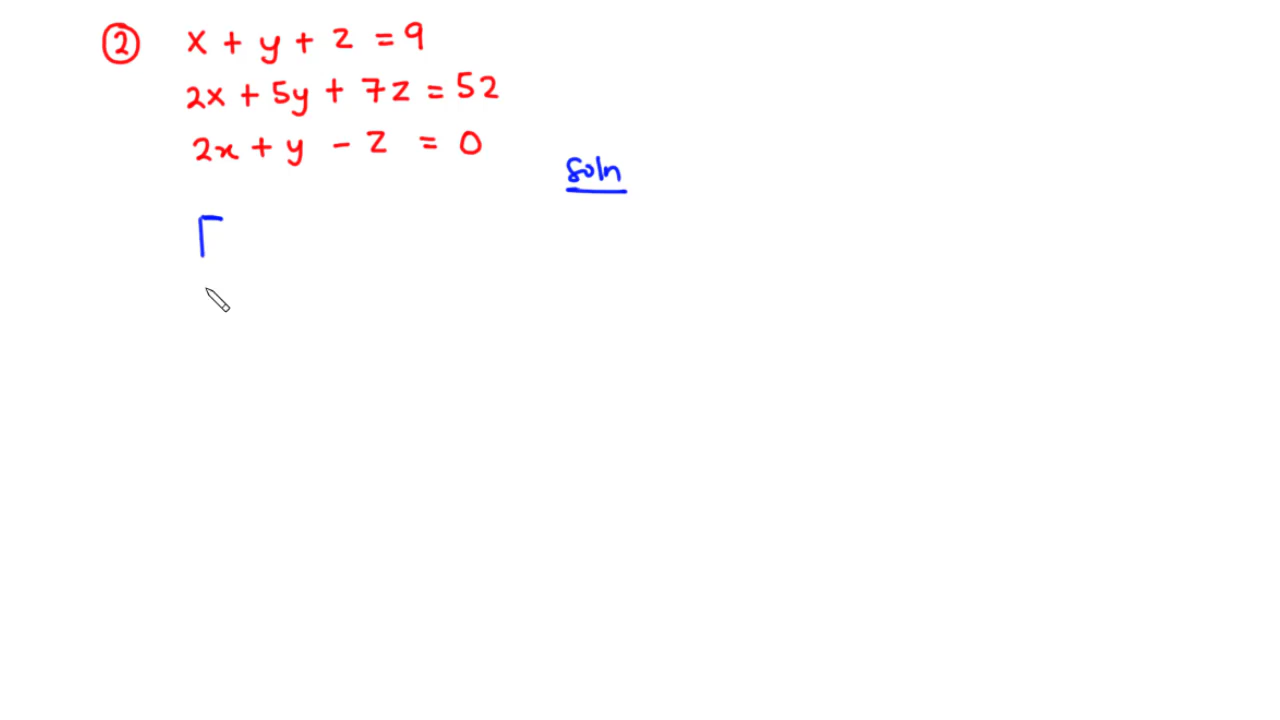 ② x + y + z = 9
2x + 5y + 7z = 52
2x + y - z = 0
Soln